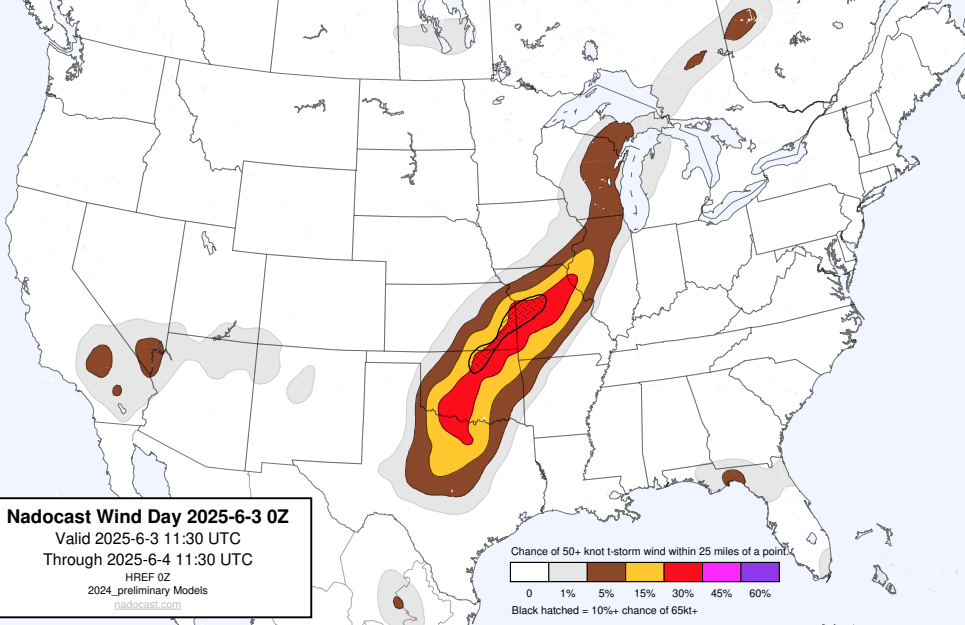 Nadocast Wind Day 2025-6-3 0Z
Valid 2025-6-3 11:30 UTC
Through 2025-6-4 11:30 UTC
HREF 0Z
2024_preliminary Models
nadocast.com
Chance of 50+ knot t-storm wind within 25 miles of a point.
0 1% 5% 15% 30% 45% 60%
Black hatched = 10%+ chance of 65kt+